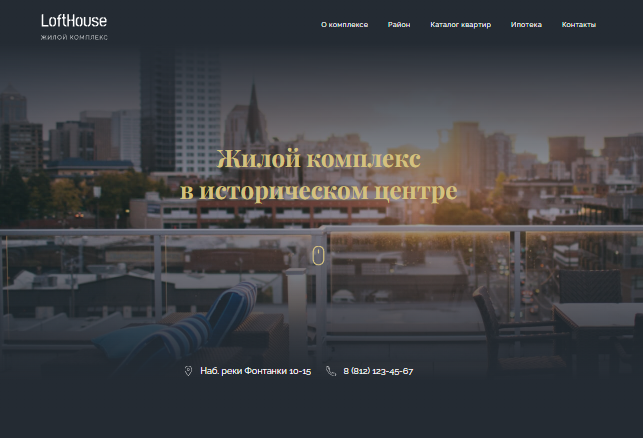 LoftHouse
ЖИЛОЙ КОМПЛЕКС
О комплексе Район Каталог квартир Ипотека Контакты
Жилой комплекс
в историческом центре
Наб. реки Фонтанки 10-15 8 (812) 123-45-67